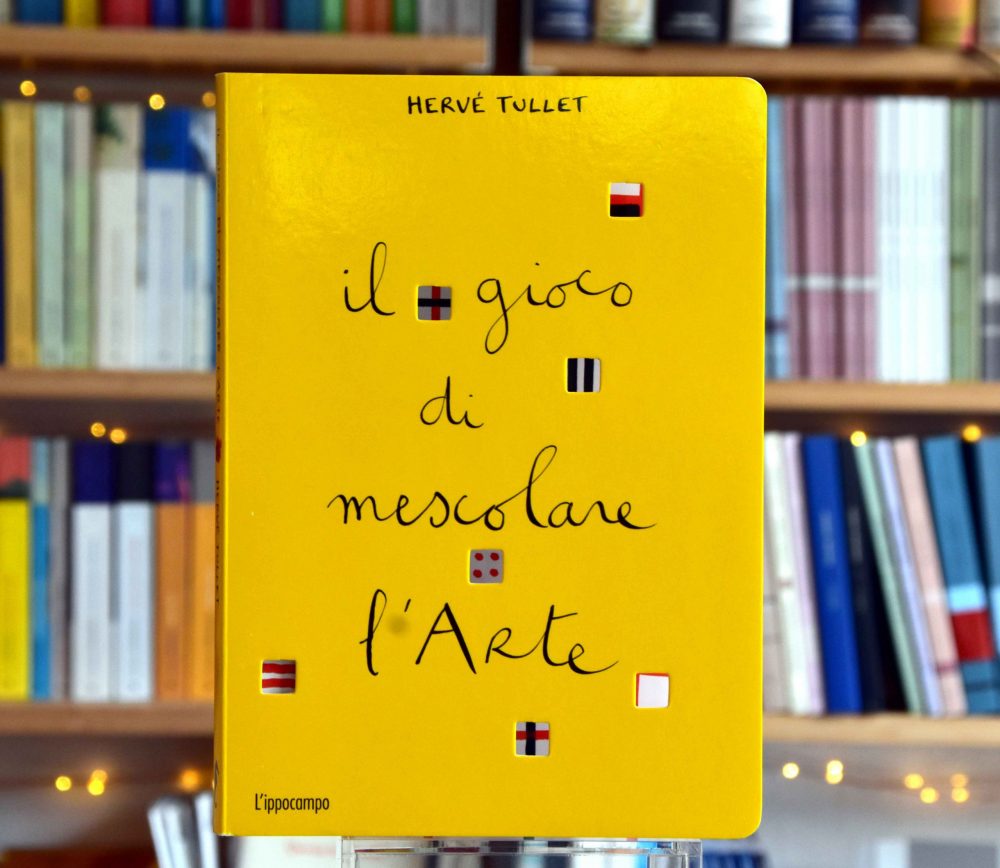 HERVÉ TULLET
il gioco
di
mescolare
l'Arte
L'ippocampo